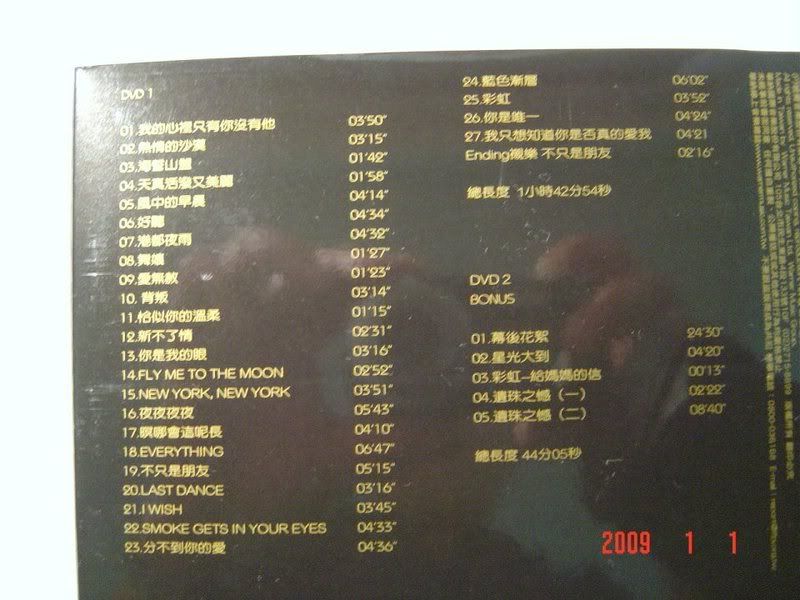 DVD 1
01.我的心裡只有你沒有他 03'50"
02.熱情的沙漠 03'15"
03.海誓山盟 01'42"
04.天真活潑又美麗 01'58"
05.風中的早晨 04'14"
06.好聽 04'34"
07.港都夜雨 04'32"
08.舞孃 01'27"
09.愛無赦 01'23"
10.背叛 03'14"
11.恰似你的溫柔 01'15"
12.新不了情 02'31"
13.你是我的眼 03'16"
14.FLY ME TO THE MOON 02'52"
15.NEW YORK, NEW YORK 03'51"
16.夜夜夜夜 05'43"
17.暝哪會這呢長 04'10"
18.EVERYTHING 06'47"
19.不只是朋友 05'15"
20.LAST DANCE 03'16"
21.I WISH 03'45"
22.SMOKE GETS IN YOUR EYES 04'33"
23.分不到你的愛 04'36"
24.藍色漸層 06'02"
25.彩虹 03'52"
26.你是唯一 04'24"
27.我只想知道你是否真的愛我 04'21
Ending襯樂 不只是朋友 02'16"
總長度 1小時42分54秒
DVD 2
BONUS
01.幕後花絮 24'30"
02.星光大到 04'20"
03.彩虹-給媽媽的信 00'13"
04.遺珠之憾(一) 02'22"
05.遺珠之憾(二) 08'40"
總長度 44分05秒
2009 1 1